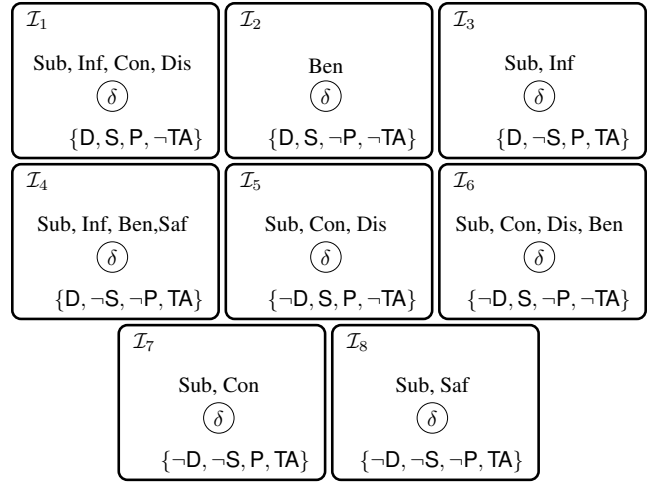 ℐ₁
Sub, Inf, Con, Dis
δ
{D, S, P, ¬TA}
ℐ₂
Ben
δ
{D, S, ¬P, ¬TA}
ℐ₃
Sub, Inf
δ
{D, ¬S, P, TA}
ℐ₄
Sub, Inf, Ben,Saf
δ
{D, ¬S, ¬P, TA}
ℐ₅
Sub, Con, Dis
δ
{¬D, S, P, ¬TA}
ℐ₆
Sub, Con, Dis, Ben
δ
{¬D, S, ¬P, ¬TA}
ℐ₇
Sub, Con
δ
{¬D, ¬S, P, TA}
ℐ₈
Sub, Saf
δ
{¬D, ¬S, ¬P, TA}